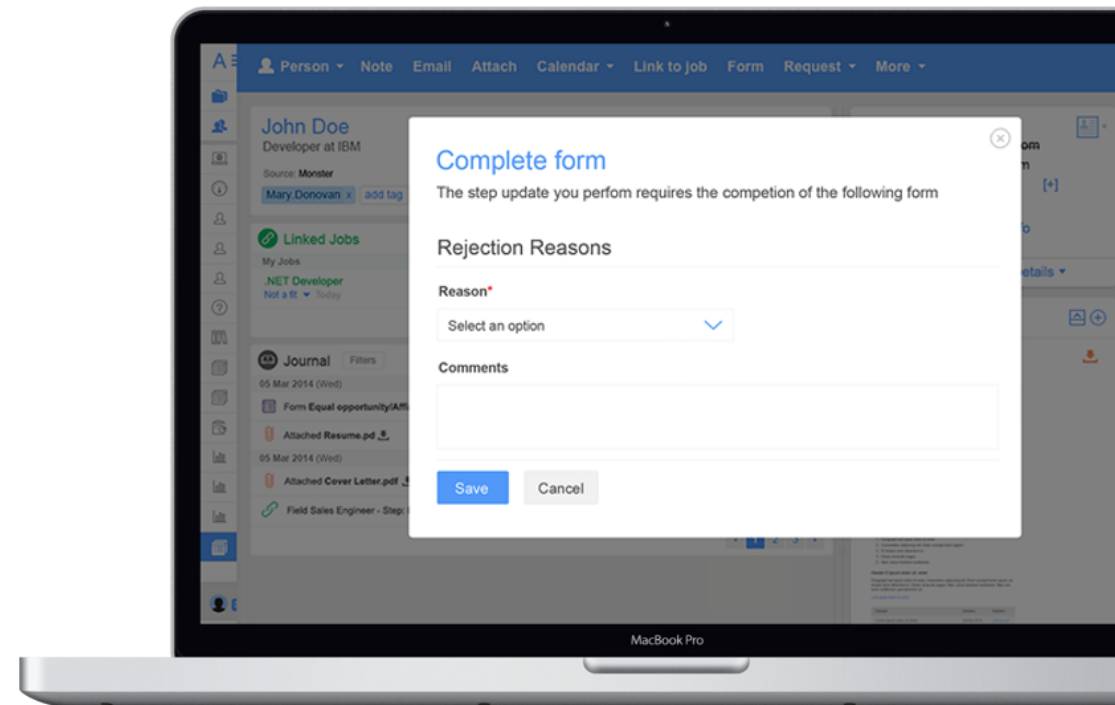 Person Note Email Attach Calendar Link to job Form Request More
John Doe
Developer at IBM
Source: Monster
Mary Donovan x add tag
Linked Jobs
My Jobs
.NET Developer
Not a fit Today
Journal Filters
05 Mar 2014 (Wed)
Form Equal opportunity/Affi
Attached Resume.pd
05 Mar 2014 (Wed)
Attached Cover Letter.pdf
Field Sales Engineer - Step:
Complete form
The step update you perfom requires the competion of the following form
Rejection Reasons
Reason*
Select an option
Comments
Save Cancel
om
[+]
etails
1 2 3
MacBook Pro